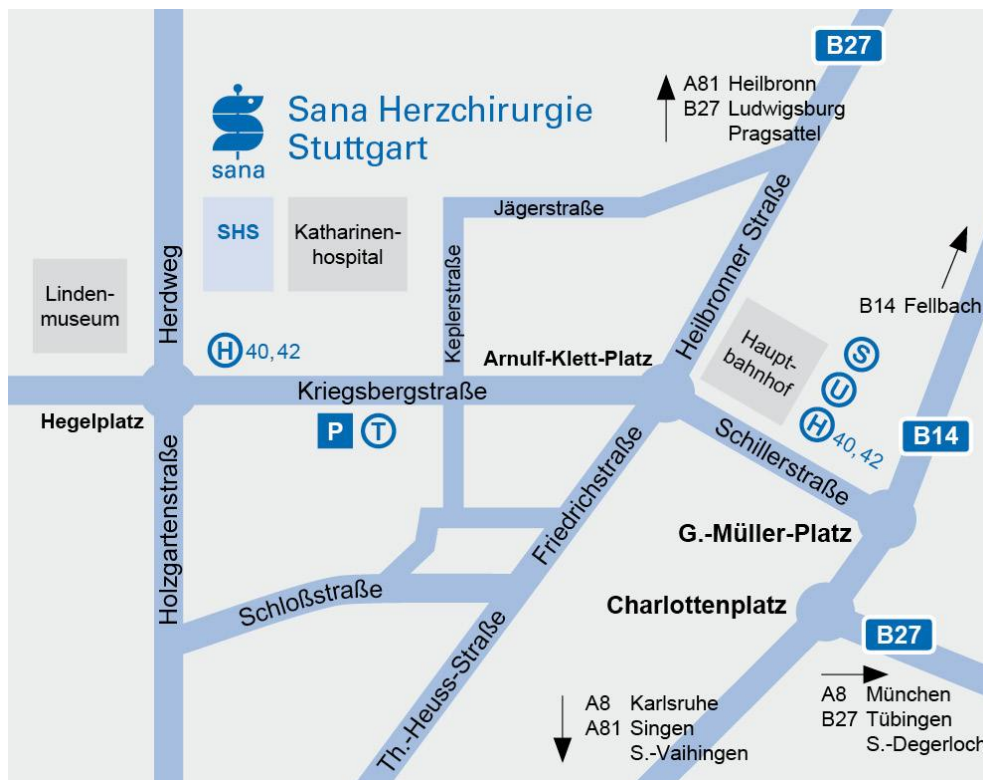 B27
A81 Heilbronn
B27 Ludwigsburg
Pragsattel
Sana Herzchirurgie
Stuttgart
sana
Jägerstraße
SHS
Katharinen-
hospital
Linden-
museum
Herdweg
Keplerstraße
Heilbronner Straße
B14 Fellbach
H 40, 42
Arnulf-Klett-Platz
Haupt-
bahnhof
S
U
H 40, 42
Kriegsbergstraße
Hegelplatz
P T
Schillerstraße
B14
Holzgartenstraße
Friedrichstraße
G.-Müller-Platz
Schloßstraße
Charlottenplatz
B27
Th.-Heuss-Straße
A8 Karlsruhe
A81 Singen
S.-Vaihingen
A8 München
B27 Tübingen
S.-Degerloch